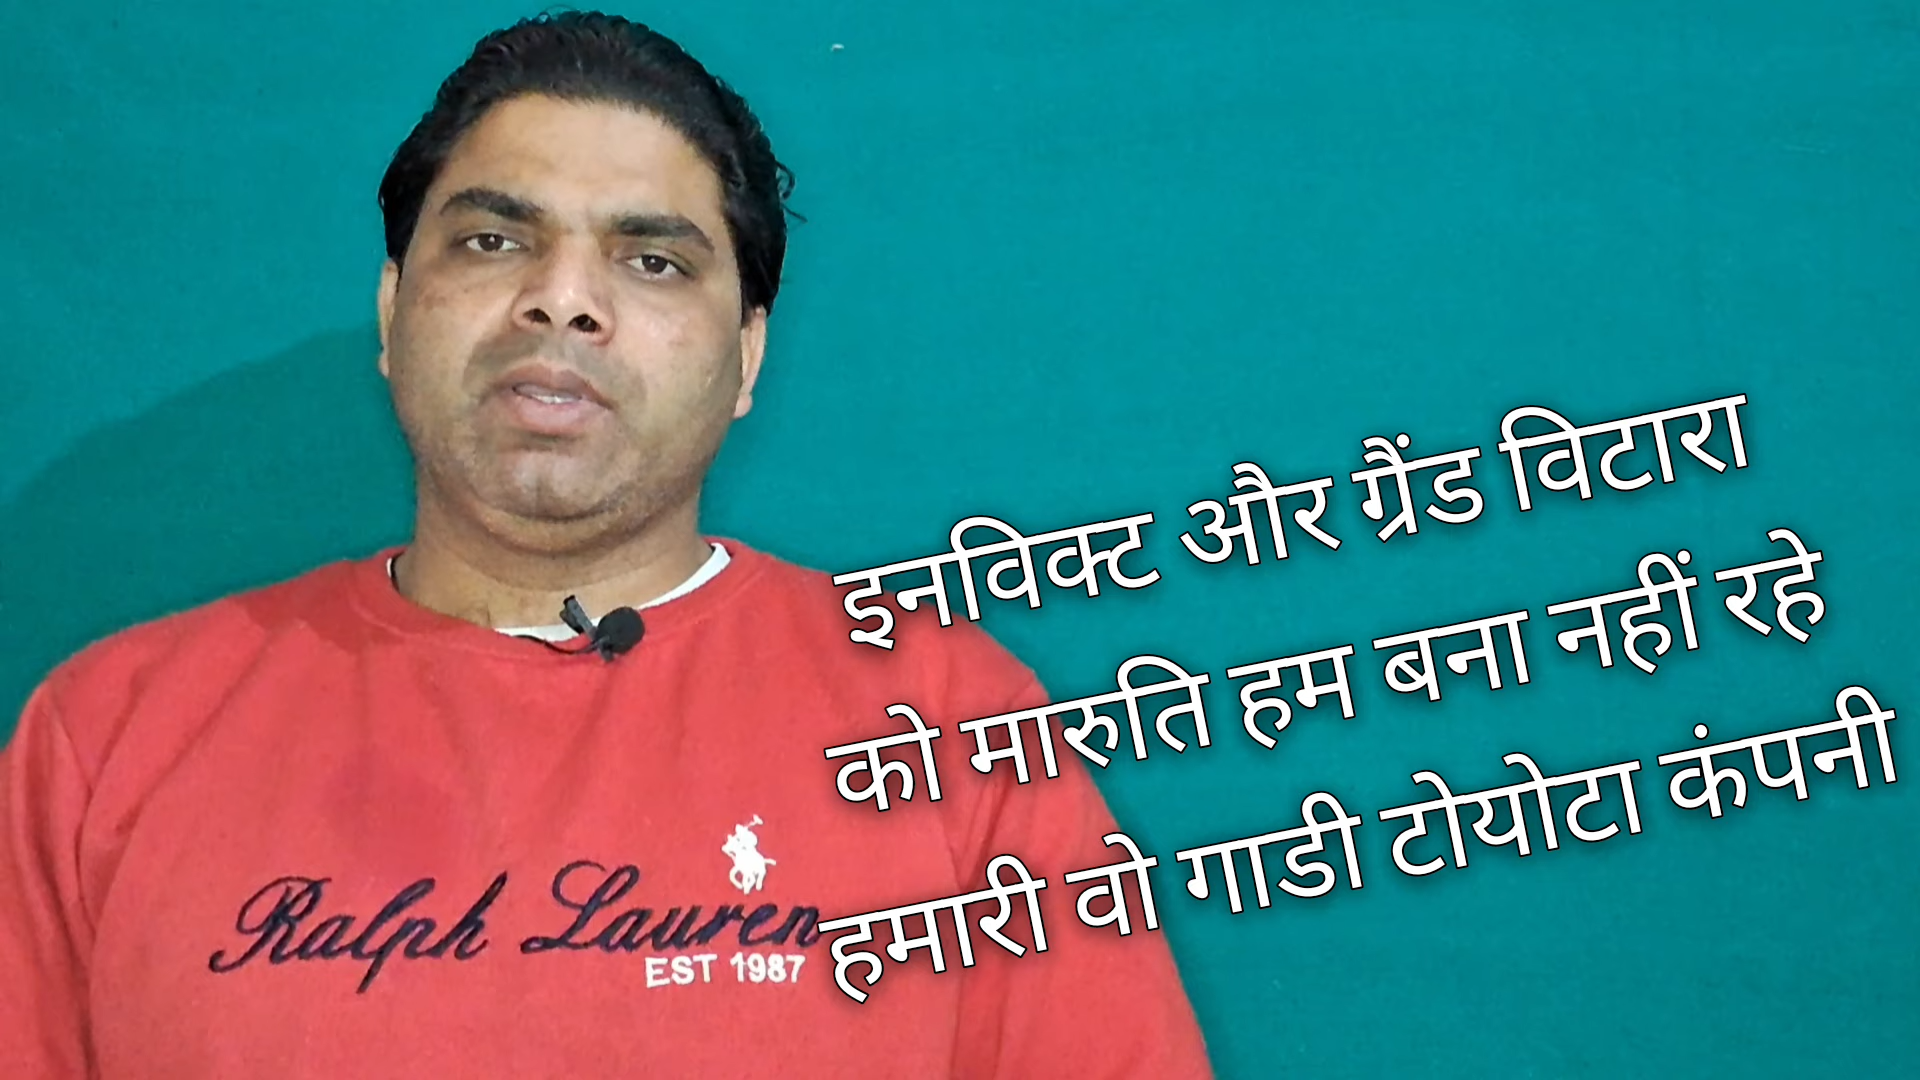 इनविक्ट और ग्रैंड विटारा
को मारुति हम बना नहीं रहे
हमारी वो गाडी टोयोटा कंपनी
Ralph Lauren
EST 1987